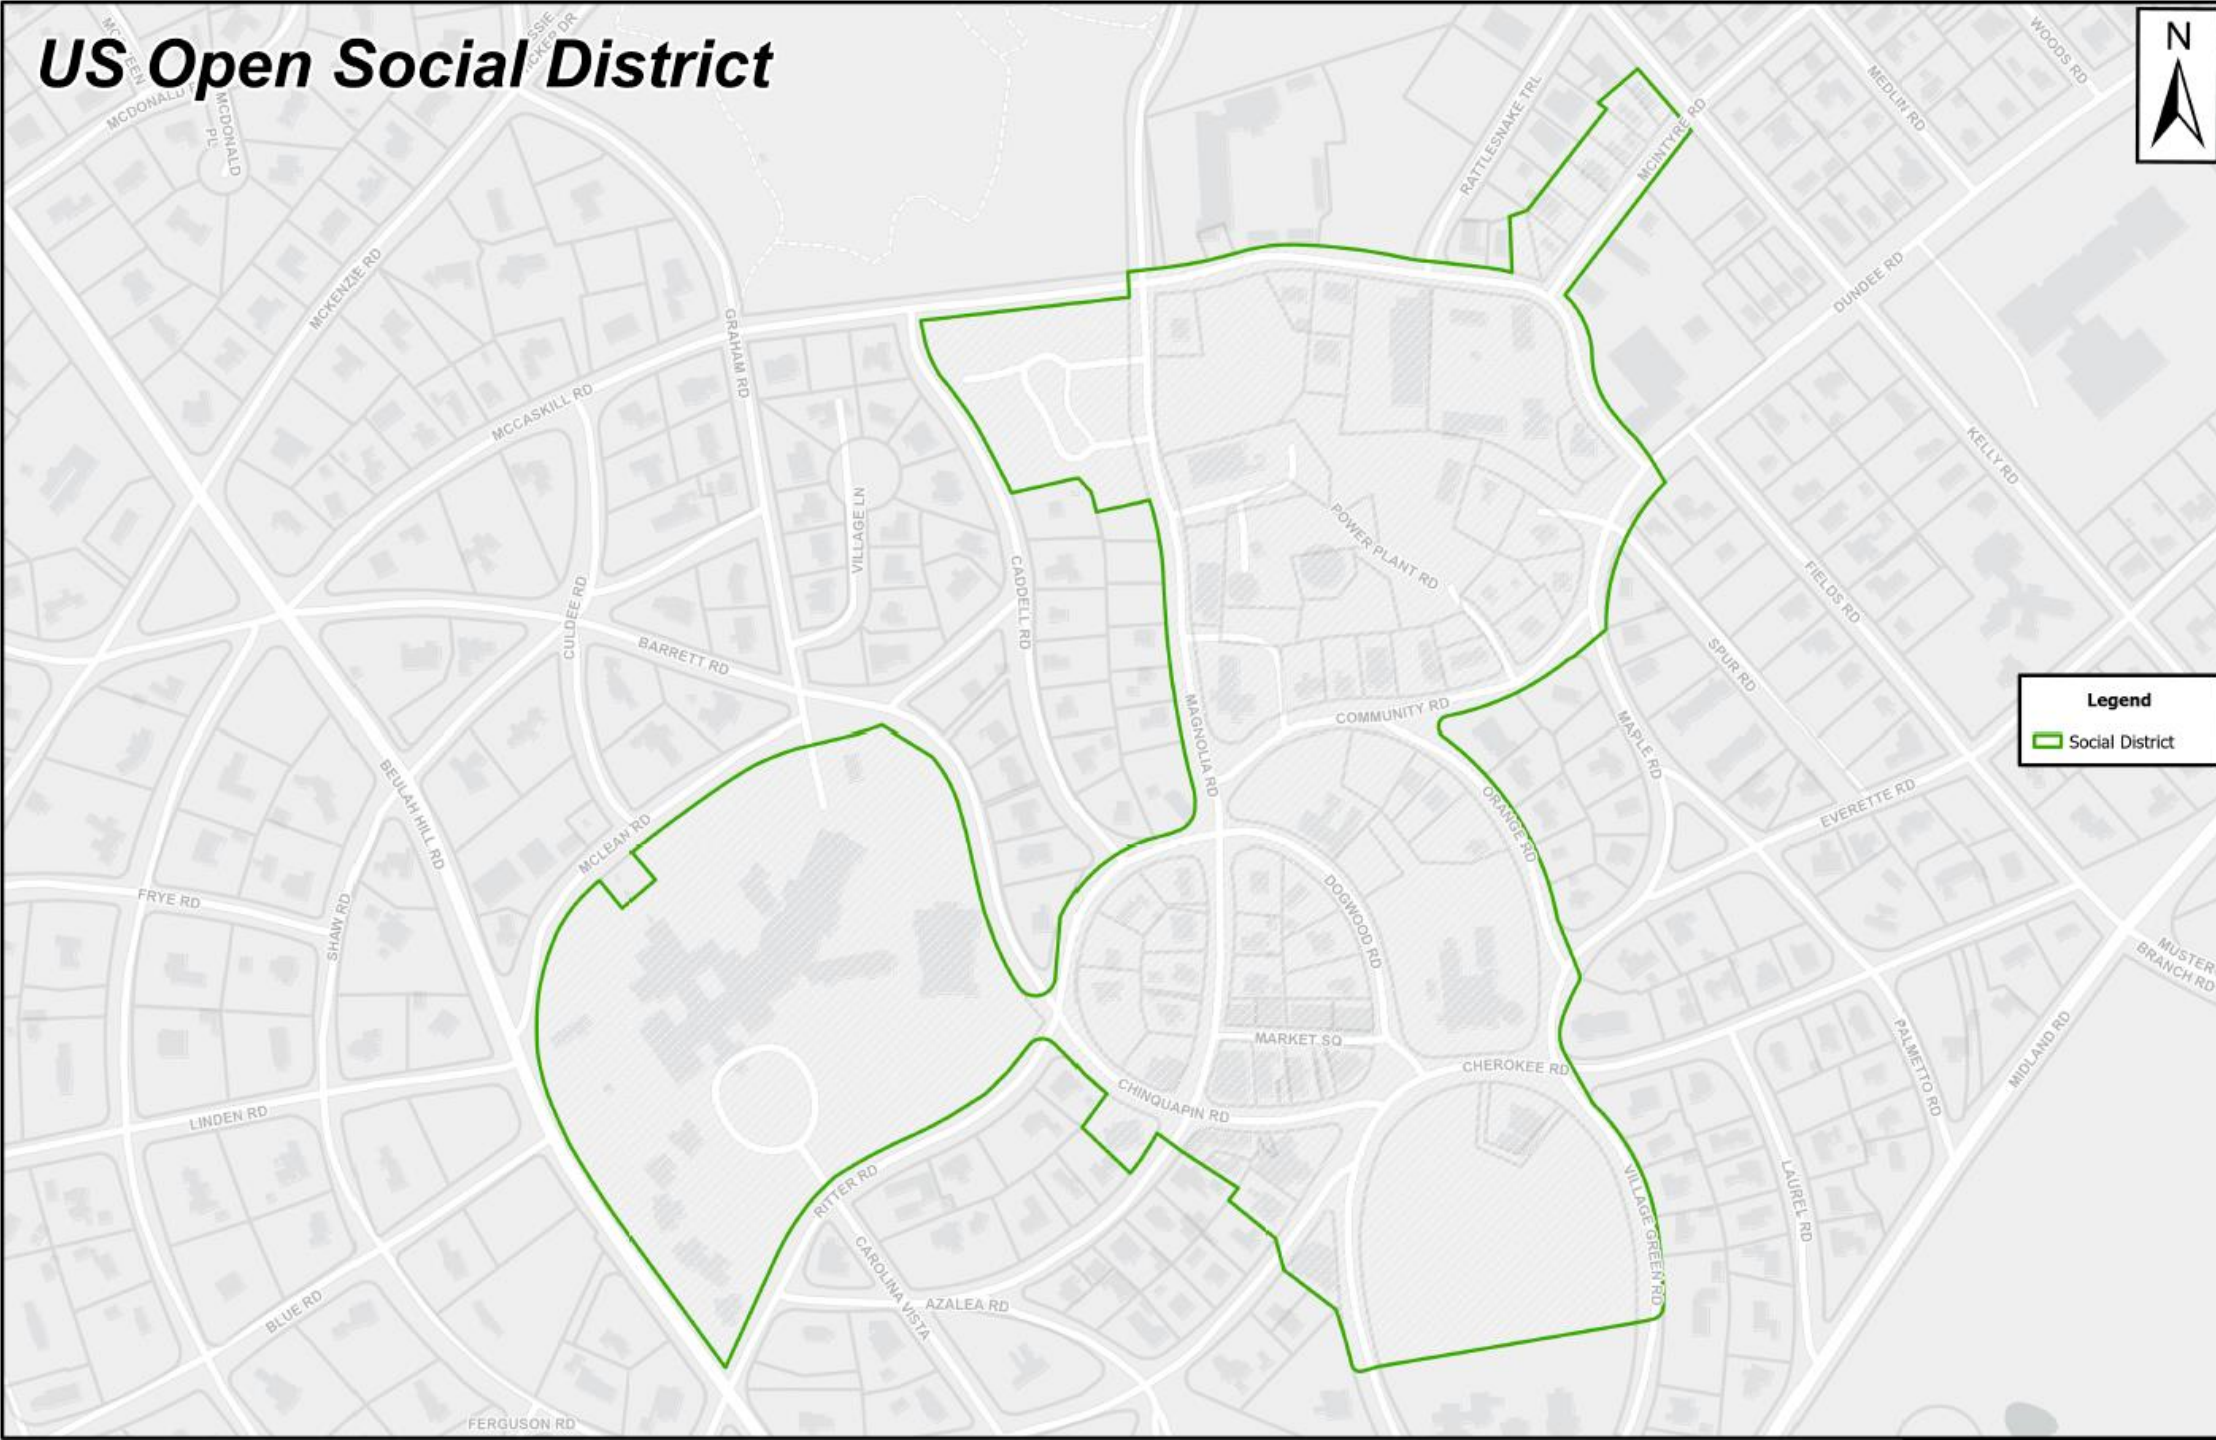 US Open Social District
N
MCDONALD
PL
WOODS RD
MEDLIN RD
RATTLESNAKE TRL
MCINTYRE RD
MCKENZIE RD
DUNDEE RD
GRAHAM RD
MCCASKILL RD
KELLY RD
VILLAGE LN
POWER PLANT RD
CADDELL RD
FIELDS RD
CULDEE RD
BARRETT RD
SPUR RD
Legend
Social District
MAGNOLIA RD
COMMUNITY RD
MAPLE RD
BEULAH HILL RD
ORANGE RD
EVERETTE RD
MCLEAN RD
FRYE RD
SHAW RD
DOGWOOD RD
BRANCH RD
MARKET SQ
CHEROKEE RD
PALMETTO RD
MIDLAND RD
LINDEN RD
CHINQUAPIN RD
RITTER RD
VILLAGE GREEN RD
LAUREL RD
CAROLINA VISTA
AZALEA RD
BLUE RD
FERGUSON RD